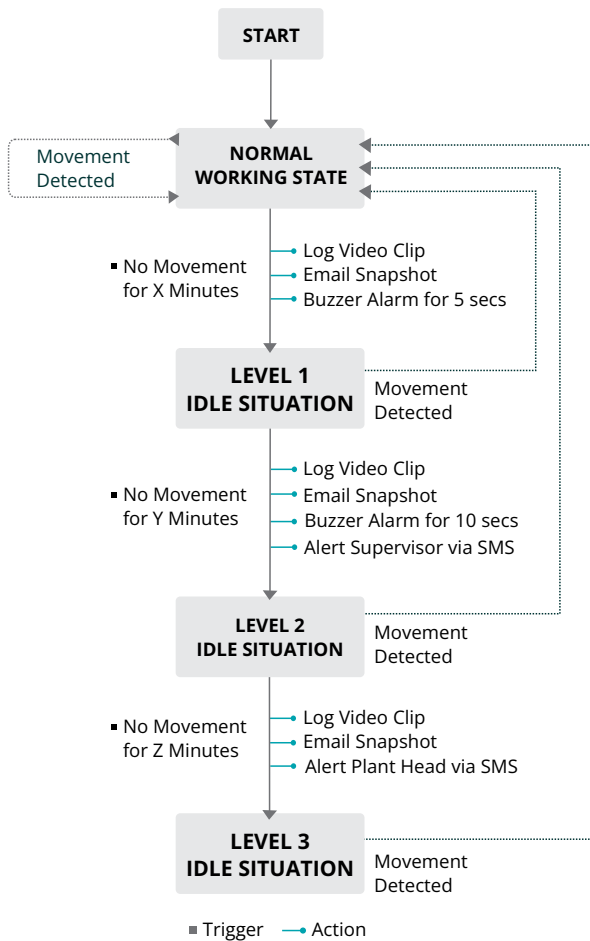 START
Movement
Detected
NORMAL
WORKING STATE
No Movement
for X Minutes
Log Video Clip
Email Snapshot
Buzzer Alarm for 5 secs
LEVEL 1
IDLE SITUATION
Movement
Detected
No Movement
for Y Minutes
Log Video Clip
Email Snapshot
Buzzer Alarm for 10 secs
Alert Supervisor via SMS
LEVEL 2
IDLE SITUATION
Movement
Detected
No Movement
for Z Minutes
Log Video Clip
Email Snapshot
Alert Plant Head via SMS
LEVEL 3
IDLE SITUATION
Movement
Detected
Trigger
Action